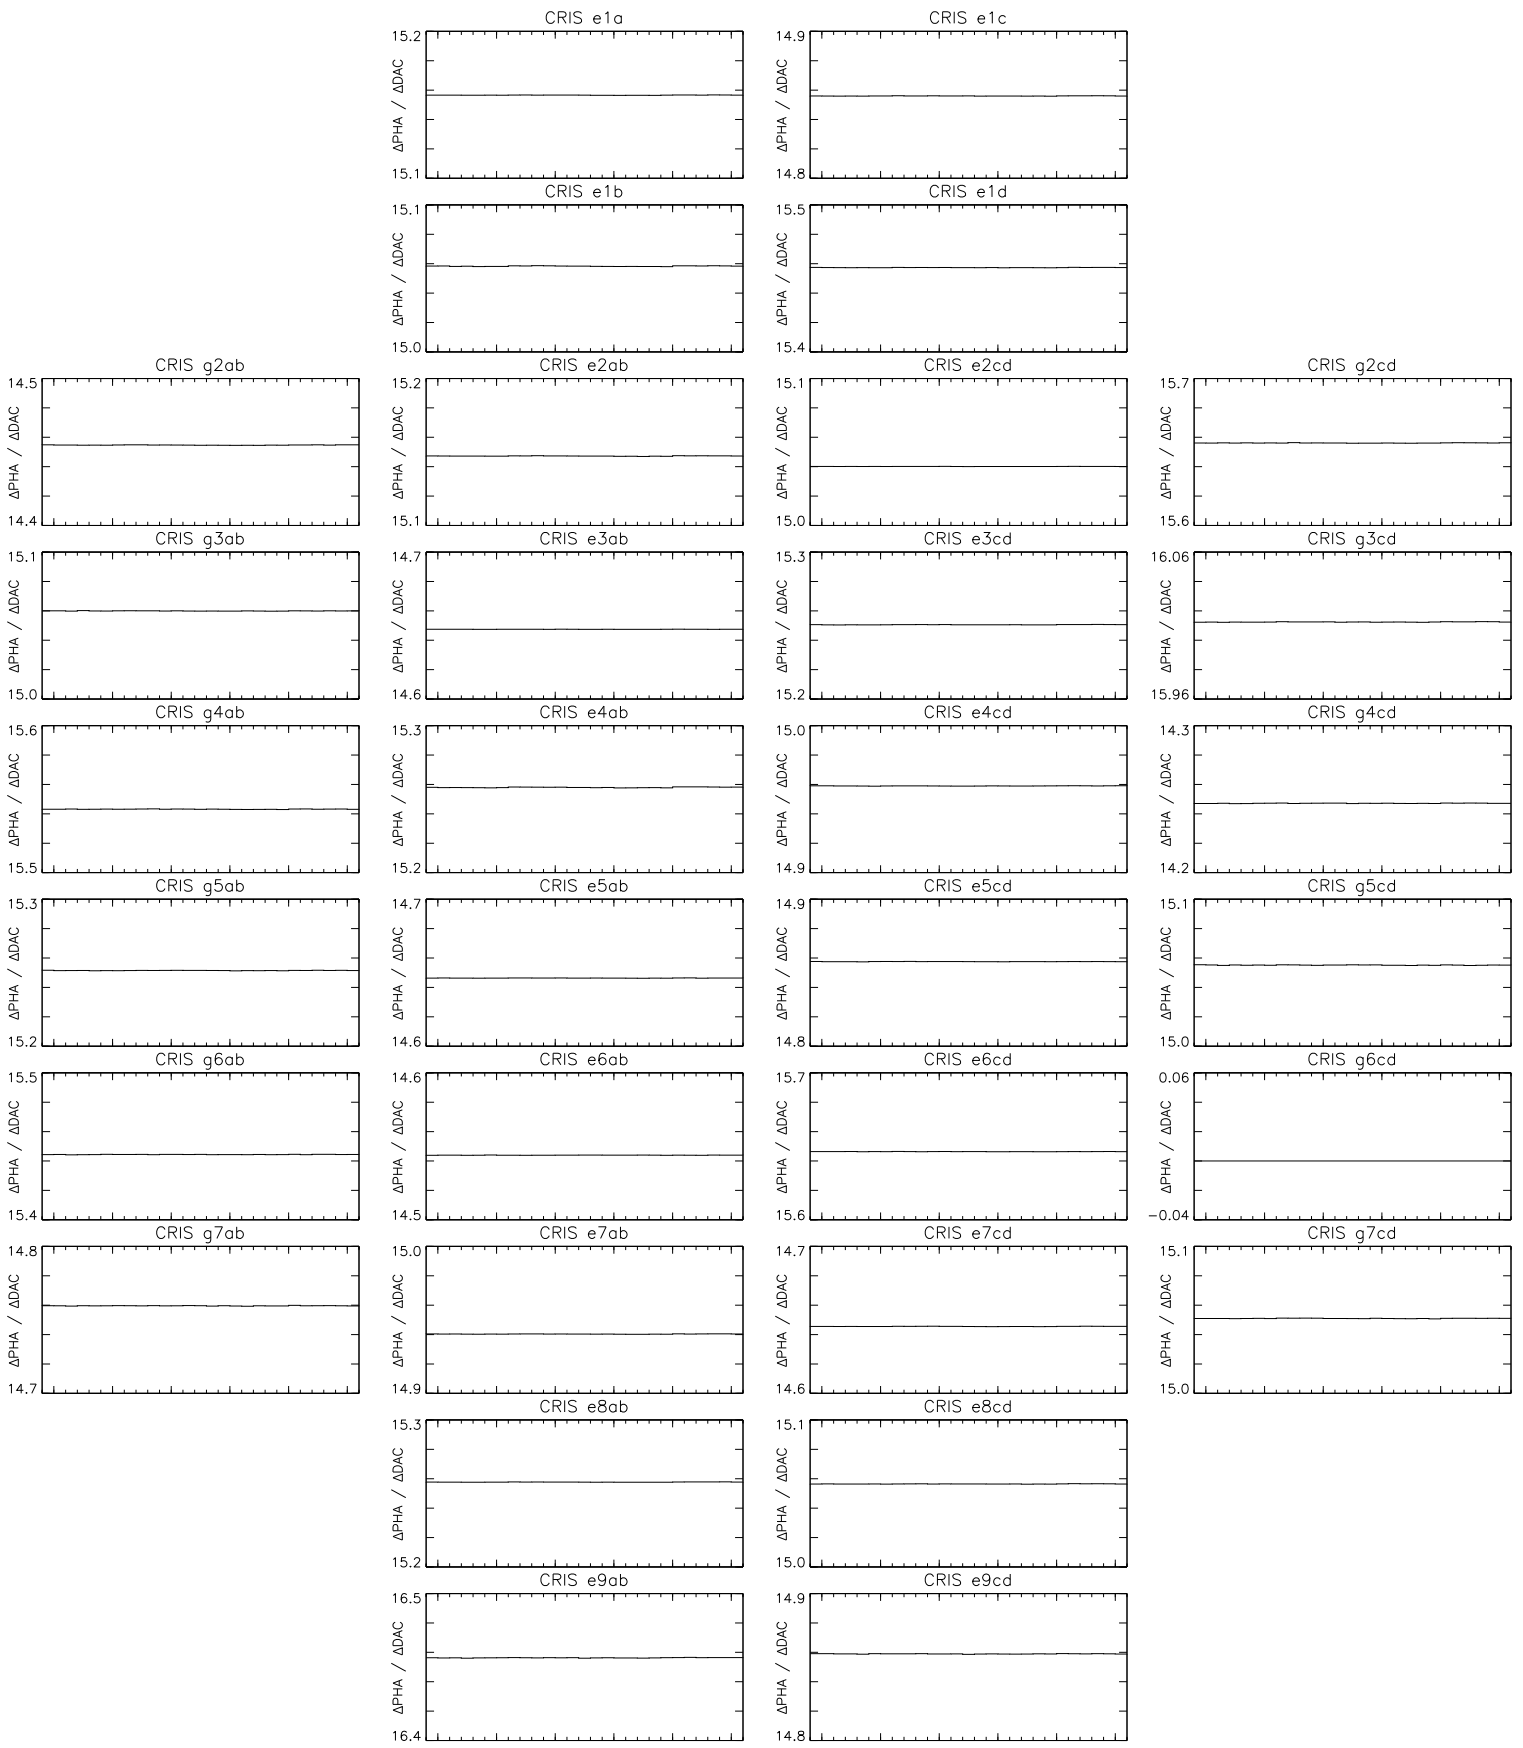 CRIS e1a
15.2
ΔPHA / ΔDAC
15.1
CRIS e1c
14.9
ΔPHA / ΔDAC
14.8
CRIS e1b
15.1
ΔPHA / ΔDAC
15.0
CRIS e1d
15.5
ΔPHA / ΔDAC
15.4
CRIS g2ab
14.5
ΔPHA / ΔDAC
14.4
CRIS e2ab
15.2
ΔPHA / ΔDAC
15.1
CRIS e2cd
15.1
ΔPHA / ΔDAC
15.0
CRIS g2cd
15.7
ΔPHA / ΔDAC
15.6
CRIS g3ab
15.1
ΔPHA / ΔDAC
15.0
CRIS e3ab
14.7
ΔPHA / ΔDAC
14.6
CRIS e3cd
15.3
ΔPHA / ΔDAC
15.2
CRIS g3cd
16.06
ΔPHA / ΔDAC
15.96
CRIS g4ab
15.6
ΔPHA / ΔDAC
15.5
CRIS e4ab
15.3
ΔPHA / ΔDAC
15.2
CRIS e4cd
15.0
ΔPHA / ΔDAC
14.9
CRIS g4cd
14.3
ΔPHA / ΔDAC
14.2
CRIS g5ab
15.3
ΔPHA / ΔDAC
15.2
CRIS e5ab
14.7
ΔPHA / ΔDAC
14.6
CRIS e5cd
14.9
ΔPHA / ΔDAC
14.8
CRIS g5cd
15.1
ΔPHA / ΔDAC
15.0
CRIS g6ab
15.5
ΔPHA / ΔDAC
15.4
CRIS e6ab
14.6
ΔPHA / ΔDAC
14.5
CRIS e6cd
15.7
ΔPHA / ΔDAC
15.6
CRIS g6cd
0.06
ΔPHA / ΔDAC
−0.04
CRIS g7ab
14.8
ΔPHA / ΔDAC
14.7
CRIS e7ab
15.0
ΔPHA / ΔDAC
14.9
CRIS e7cd
14.7
ΔPHA / ΔDAC
14.6
CRIS g7cd
15.1
ΔPHA / ΔDAC
15.0
CRIS e8ab
15.3
ΔPHA / ΔDAC
15.2
CRIS e8cd
15.1
ΔPHA / ΔDAC
15.0
CRIS e9ab
16.5
ΔPHA / ΔDAC
16.4
CRIS e9cd
14.9
ΔPHA / ΔDAC
14.8